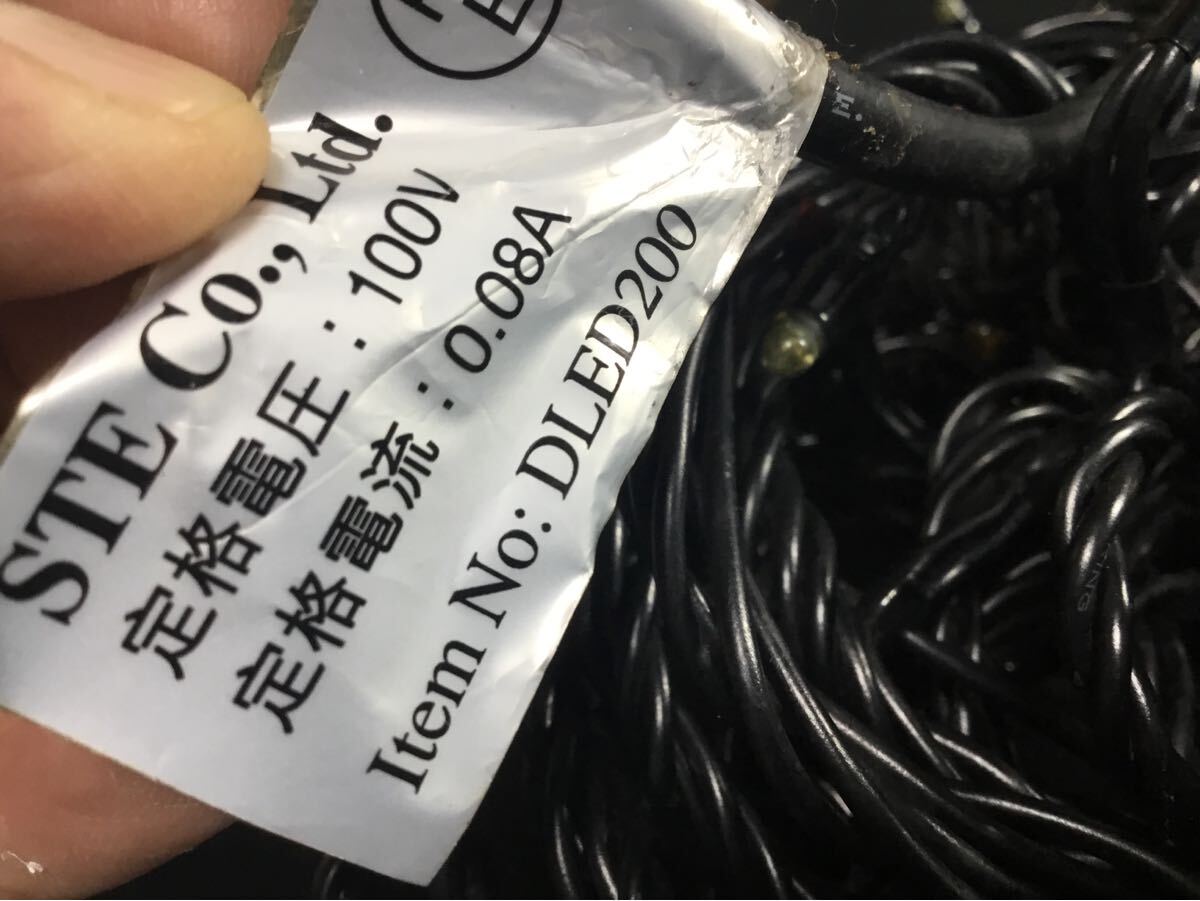 STE Co., Ltd.
定格電圧：100V
定格電流：0.08A
Item No: DLED200